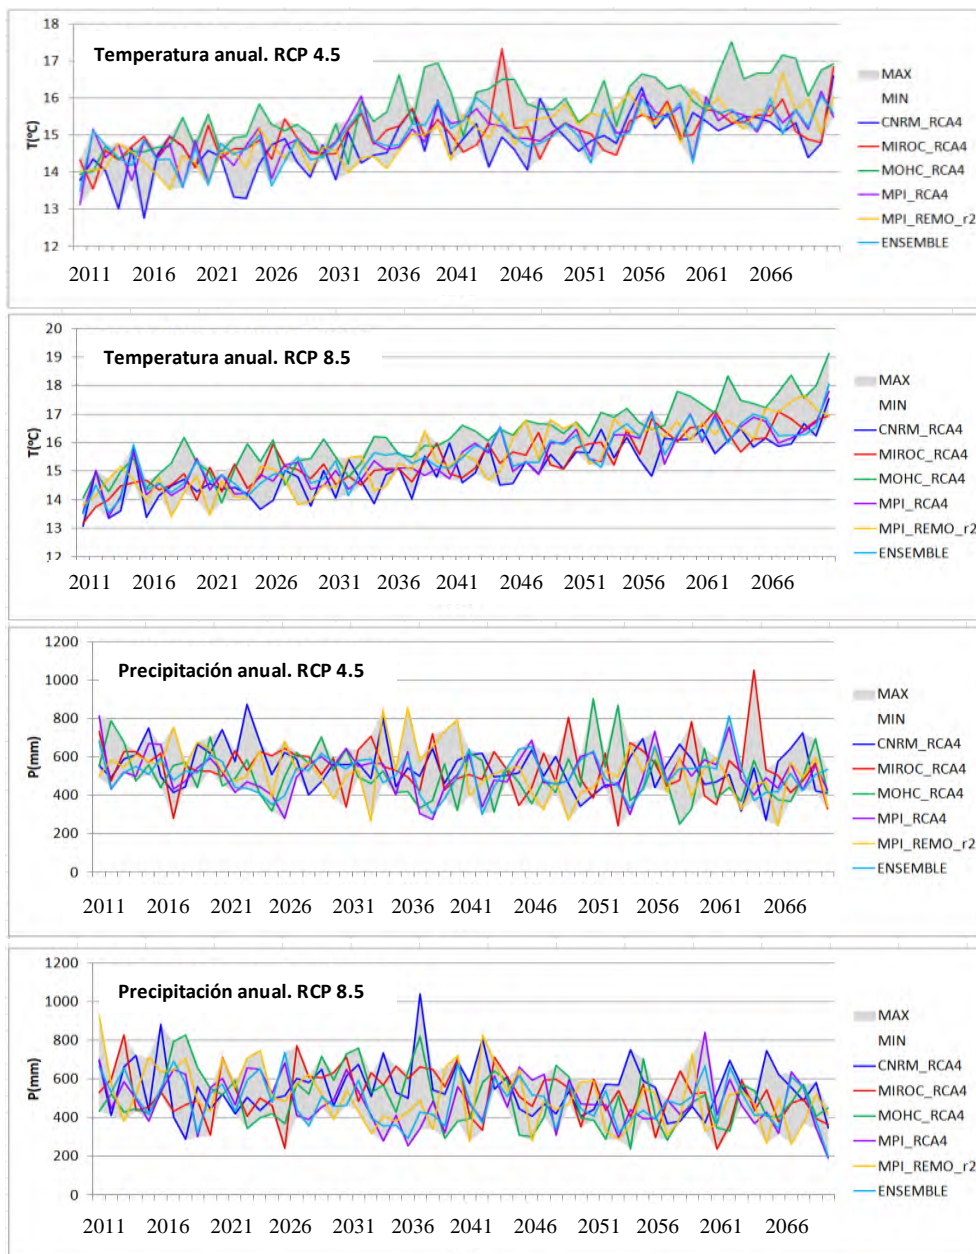 Temperatura anual. RCP 4.5
T(ºC)
18
17
16
15
14
13
12
2011 2016 2021 2026 2031 2036 2041 2046 2051 2056 2061 2066
MAX
MIN
CNRM_RCA4
MIROC_RCA4
MOHC_RCA4
MPI_RCA4
MPI_REMO_r2
ENSEMBLE
Temperatura anual. RCP 8.5
T(ºC)
20
19
18
17
16
15
14
13
12
2011 2016 2021 2026 2031 2036 2041 2046 2051 2056 2061 2066
MAX
MIN
CNRM_RCA4
MIROC_RCA4
MOHC_RCA4
MPI_RCA4
MPI_REMO_r2
ENSEMBLE
Precipitación anual. RCP 4.5
P(mm)
1200
1000
800
600
400
200
0
2011 2016 2021 2026 2031 2036 2041 2046 2051 2056 2061 2066
MAX
MIN
CNRM_RCA4
MIROC_RCA4
MOHC_RCA4
MPI_RCA4
MPI_REMO_r2
ENSEMBLE
Precipitación anual. RCP 8.5
P(mm)
1200
1000
800
600
400
200
0
2011 2016 2021 2026 2031 2036 2041 2046 2051 2056 2061 2066
MAX
MIN
CNRM_RCA4
MIROC_RCA4
MOHC_RCA4
MPI_RCA4
MPI_REMO_r2
ENSEMBLE